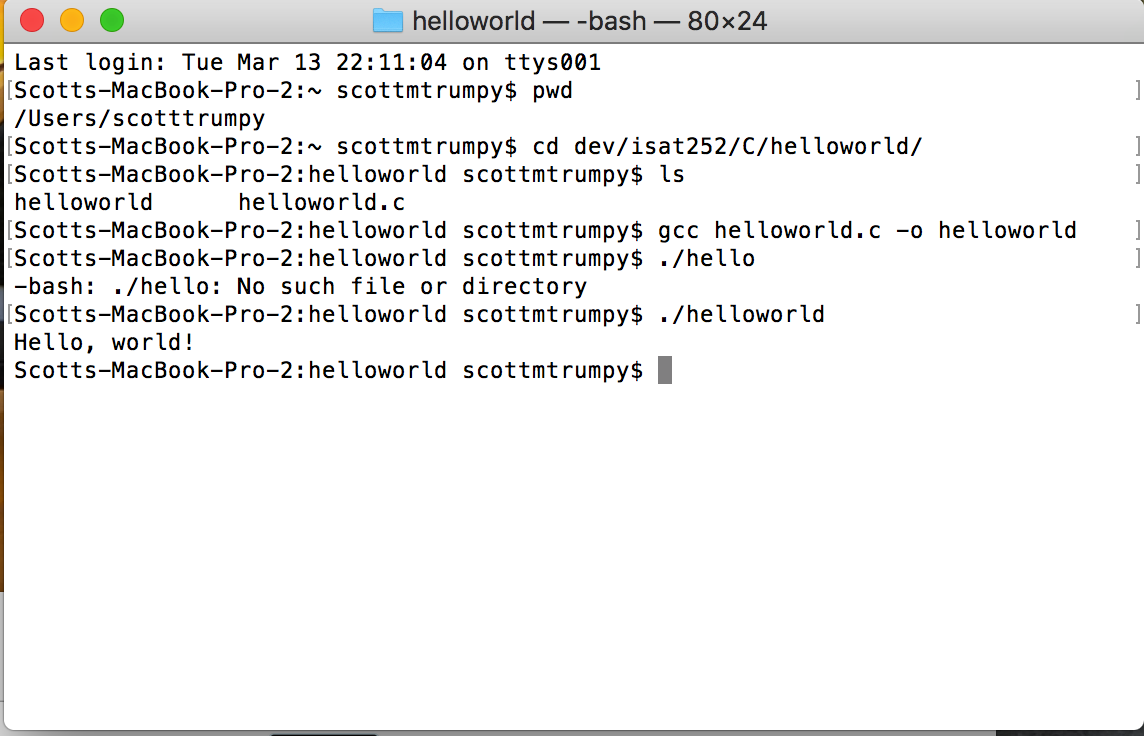 helloworld — -bash — 80×24
Last login: Tue Mar 13 22:11:04 on ttys001
[Scotts-MacBook-Pro-2:~ scottmtrumpy$ pwd ]
/Users/scotttrumpy
[Scotts-MacBook-Pro-2:~ scottmtrumpy$ cd dev/isat252/C/helloworld/ ]
[Scotts-MacBook-Pro-2:helloworld scottmtrumpy$ ls ]
helloworld      helloworld.c
[Scotts-MacBook-Pro-2:helloworld scottmtrumpy$ gcc helloworld.c -o helloworld ]
[Scotts-MacBook-Pro-2:helloworld scottmtrumpy$ ./hello ]
-bash: ./hello: No such file or directory
[Scotts-MacBook-Pro-2:helloworld scottmtrumpy$ ./helloworld ]
Hello, world!
Scotts-MacBook-Pro-2:helloworld scottmtrumpy$